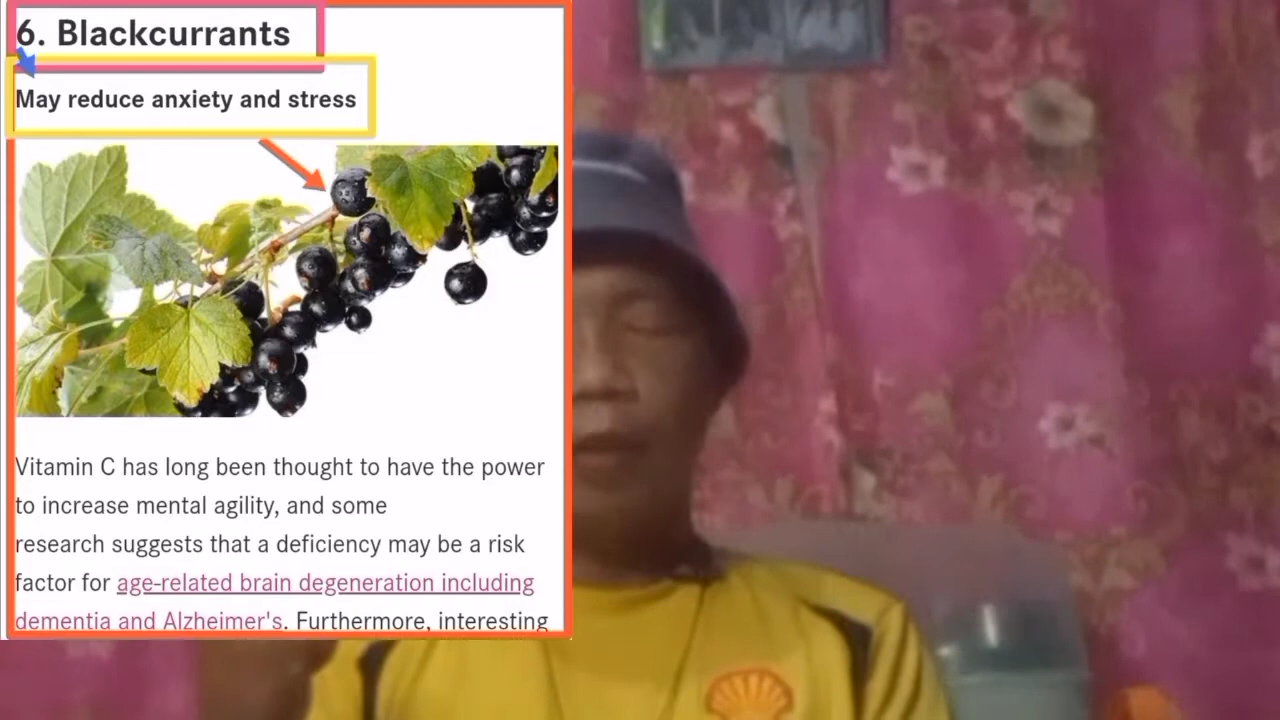 6. Blackcurrants
May reduce anxiety and stress
Vitamin C has long been thought to have the power
to increase mental agility, and some
research suggests that a deficiency may be a risk
factor for age-related brain degeneration including
dementia and Alzheimer's. Furthermore, interesting